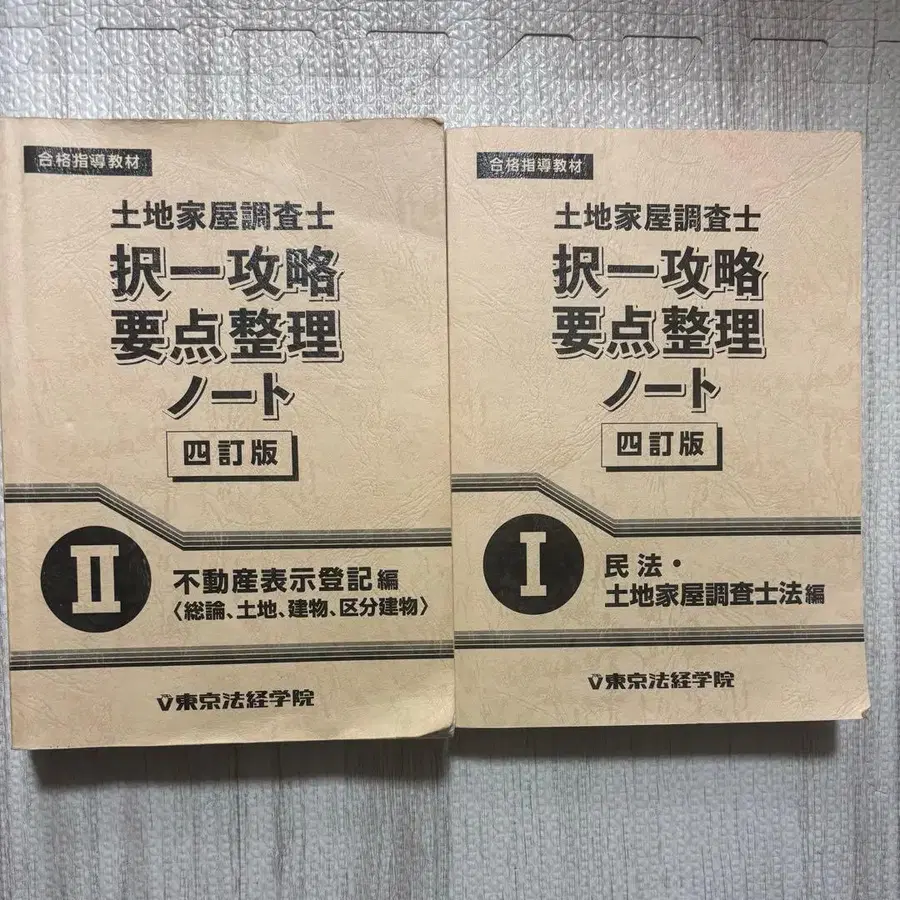 合格指導教材
土地家屋調査士
択一攻略
要点整理
ノート
四訂版
II
不動産表示登記編
〈総論、土地、建物、区分建物〉
東京法経学院
合格指導教材
土地家屋調査士
択一攻略
要点整理
ノート
四訂版
I
民法・
土地家屋調査士法編
東京法経学院